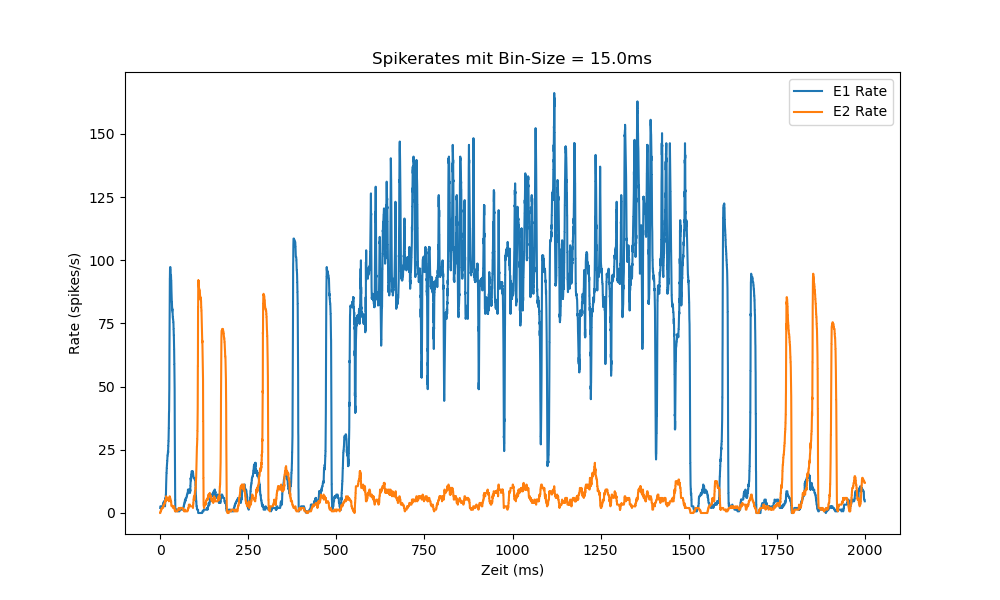 Spikerates mit Bin-Size = 15.0ms
E1 Rate
E2 Rate
150
125
100
75
50
25
0
Rate (spikes/s)
0 250 500 750 1000 1250 1500 1750 2000
Zeit (ms)